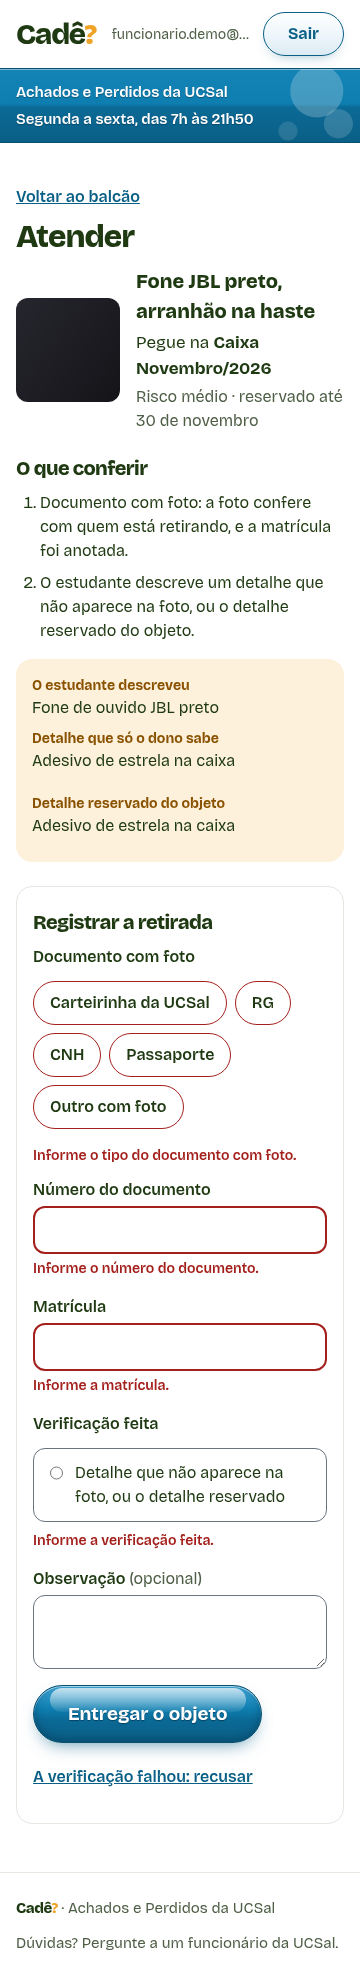 Cadê? funcionario.demo@... Sair
Achados e Perdidos da UCSal
Segunda a sexta, das 7h às 21h50
Voltar ao balcão
Atender
Fone JBL preto,
arranhão na haste
Pegue na Caixa
Novembro/2026
Risco médio · reservado até
30 de novembro
O que conferir
1. Documento com foto: a foto confere
com quem está retirando, e a matrícula
foi anotada.
2. O estudante descreve um detalhe que
não aparece na foto, ou o detalhe
reservado do objeto.
O estudante descreveu
Fone de ouvido JBL preto
Detalhe que só o dono sabe
Adesivo de estrela na caixa
Detalhe reservado do objeto
Adesivo de estrela na caixa
Registrar a retirada
Documento com foto
Carteirinha da UCSal RG
CNH Passaporte
Outro com foto
Informe o tipo do documento com foto.
Número do documento
Informe o número do documento.
Matrícula
Informe a matrícula.
Verificação feita
Detalhe que não aparece na
foto, ou o detalhe reservado
Informe a verificação feita.
Observação (opcional)
Entregar o objeto
A verificação falhou: recusar
Cadê? · Achados e Perdidos da UCSal
Dúvidas? Pergunte a um funcionário da UCSal.